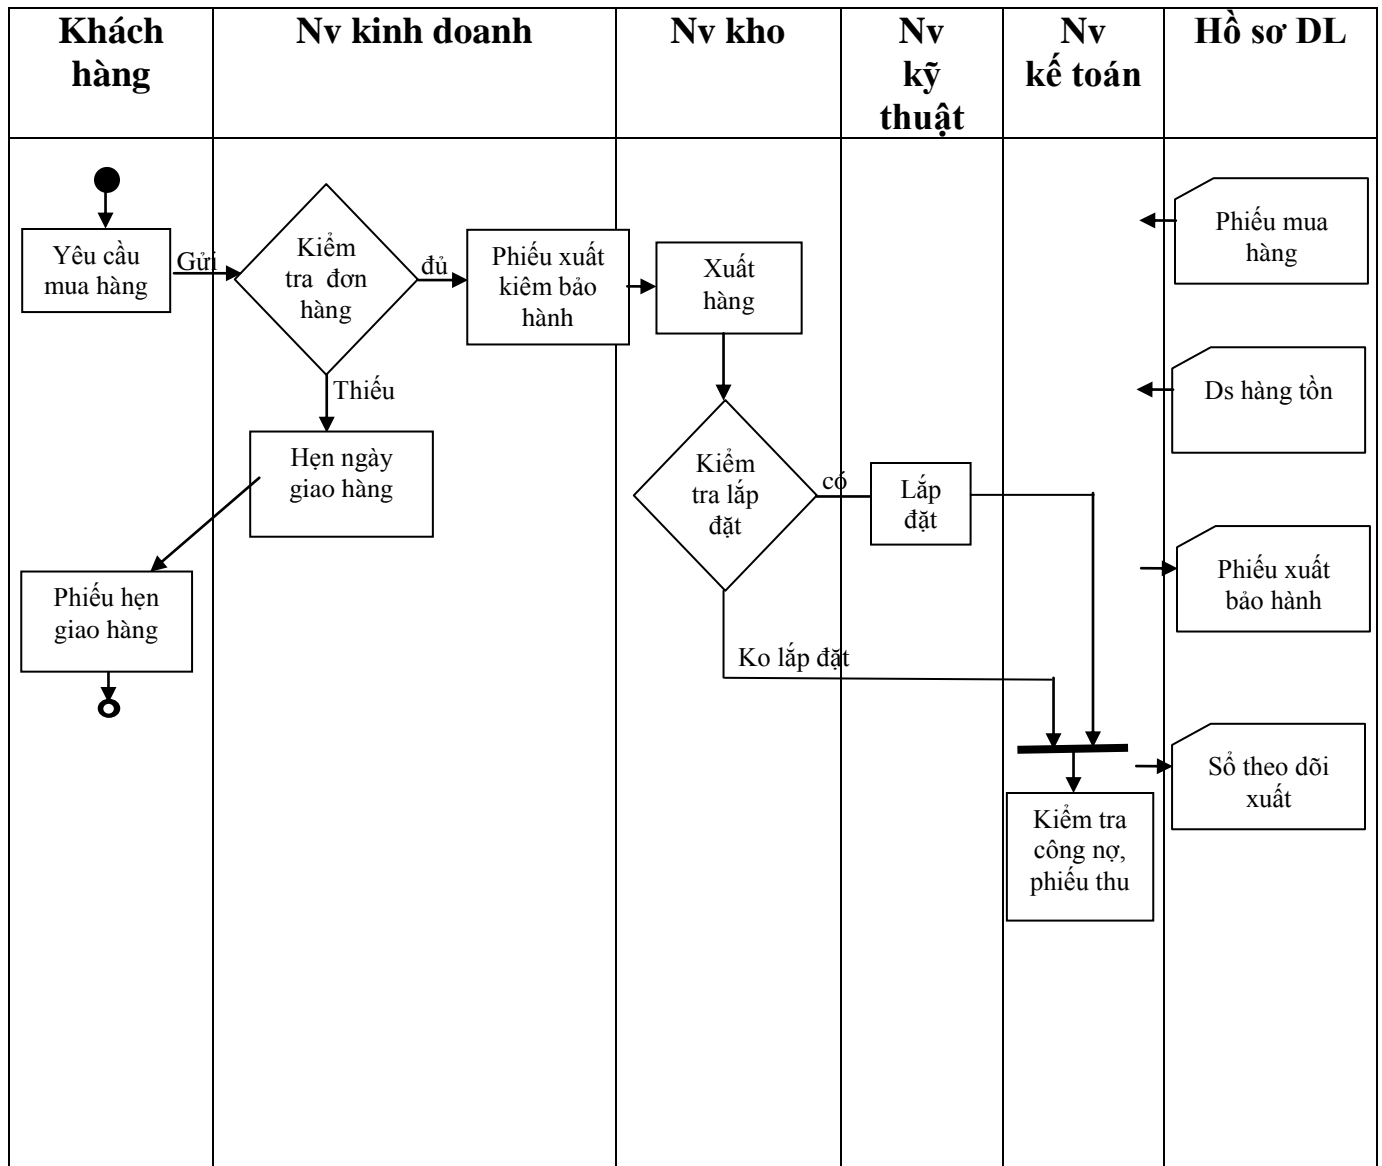 Khách
hàng
Nv kinh doanh
Nv kho
Nv
kỹ
thuật
Nv
kế toán
Hồ sơ DL
Yêu cầu
mua hàng
Gửi
Kiểm
tra đơn
hàng
đủ
Phiếu xuất
kiêm bảo
hành
Xuất
hàng
Phiếu mua
hàng
Thiếu
Ds hàng tồn
Hẹn ngày
giao hàng
Kiểm
tra lắp
đặt
có
Lắp
đặt
Phiếu xuất
bảo hành
Phiếu hẹn
giao hàng
Ko lắp đặt
Sổ theo dõi
xuất
Kiểm tra
công nợ,
phiếu thu